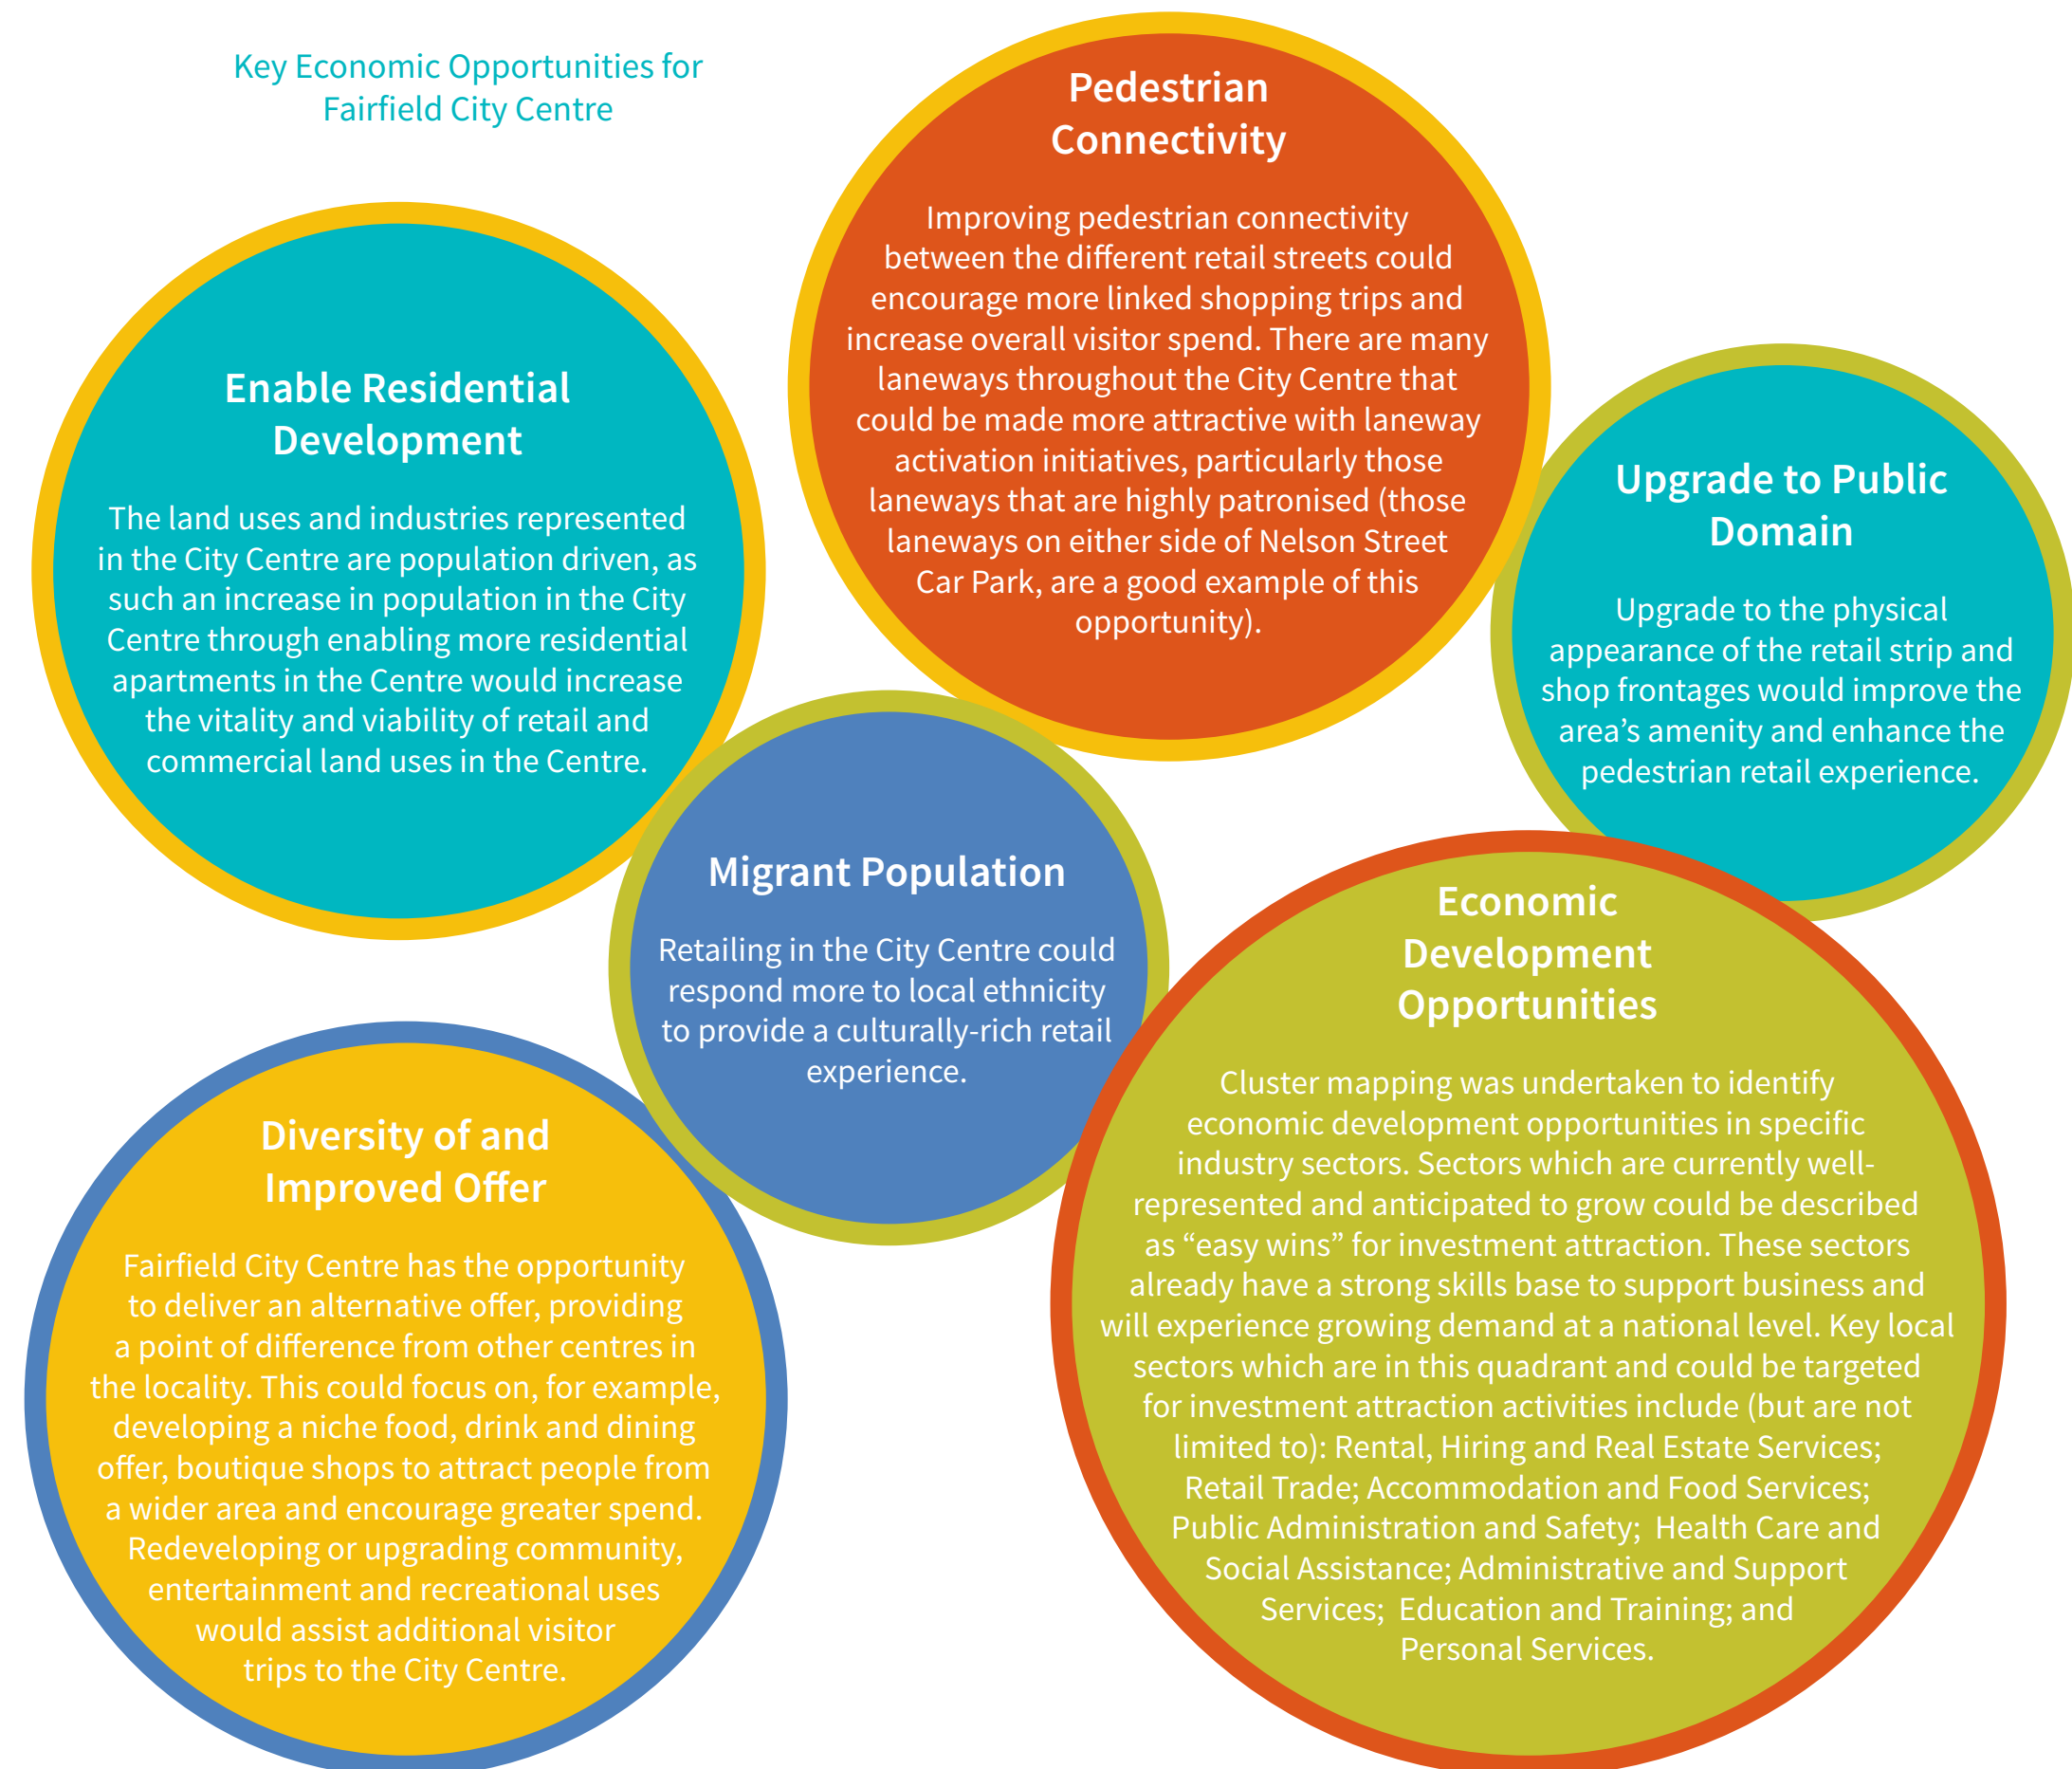 Key Economic Opportunities for
Fairfield City Centre
Pedestrian
Connectivity
Improving pedestrian connectivity
between the different retail streets could
encourage more linked shopping trips and
increase overall visitor spend. There are many
laneways throughout the City Centre that
could be made more attractive with laneway
activation initiatives, particularly those
laneways that are highly patronised (those
laneways on either side of Nelson Street
Car Park, are a good example of this
opportunity).
Enable Residential
Development
The land uses and industries represented
in the City Centre are population driven, as
such an increase in population in the City
Centre through enabling more residential
apartments in the Centre would increase
the vitality and viability of retail and
commercial land uses in the Centre.
Upgrade to Public
Domain
Upgrade to the physical
appearance of the retail strip and
shop frontages would improve the
area’s amenity and enhance the
pedestrian retail experience.
Migrant Population
Retailing in the City Centre could
respond more to local ethnicity
to provide a culturally-rich retail
experience.
Economic
Development
Opportunities
Cluster mapping was undertaken to identify
economic development opportunities in specific
industry sectors. Sectors which are currently well-
represented and anticipated to grow could be described
as “easy wins” for investment attraction. These sectors
already have a strong skills base to support business and
will experience growing demand at a national level. Key local
sectors which are in this quadrant and could be targeted
for investment attraction activities include (but are not
limited to): Rental, Hiring and Real Estate Services;
Retail Trade; Accommodation and Food Services;
Public Administration and Safety;  Health Care and
Social Assistance; Administrative and Support
Services;  Education and Training; and
Personal Services.
Diversity of and
Improved Offer
Fairfield City Centre has the opportunity
to deliver an alternative offer, providing
a point of difference from other centres in
the locality. This could focus on, for example,
developing a niche food, drink and dining
offer, boutique shops to attract people from
a wider area and encourage greater spend.
Redeveloping or upgrading community,
entertainment and recreational uses
would assist additional visitor
trips to the City Centre.